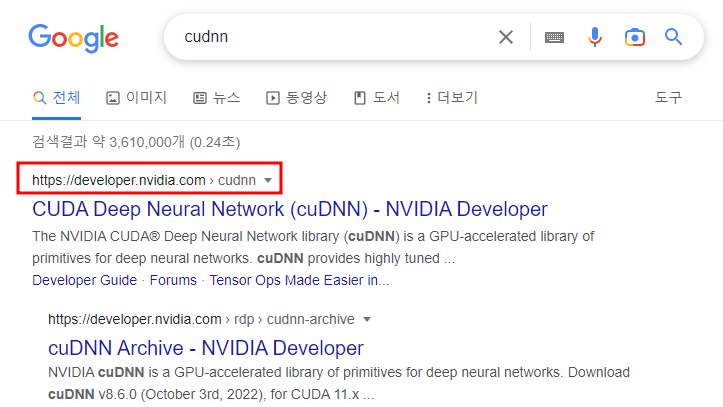 Google cudnn
전체 이미지 뉴스 동영상 도서 더보기 도구
검색결과 약 3,610,000개 (0.24초)
https://developer.nvidia.com › cudnn
CUDA Deep Neural Network (cuDNN) - NVIDIA Developer
The NVIDIA CUDA® Deep Neural Network library (cuDNN) is a GPU-accelerated library of
primitives for deep neural networks. cuDNN provides highly tuned ...
Developer Guide · Forums · Tensor Ops Made Easier in...
https://developer.nvidia.com › rdp › cudnn-archive
cuDNN Archive - NVIDIA Developer
NVIDIA cuDNN is a GPU-accelerated library of primitives for deep neural networks. Download
cuDNN v8.6.0 (October 3rd, 2022), for CUDA 11.x ...